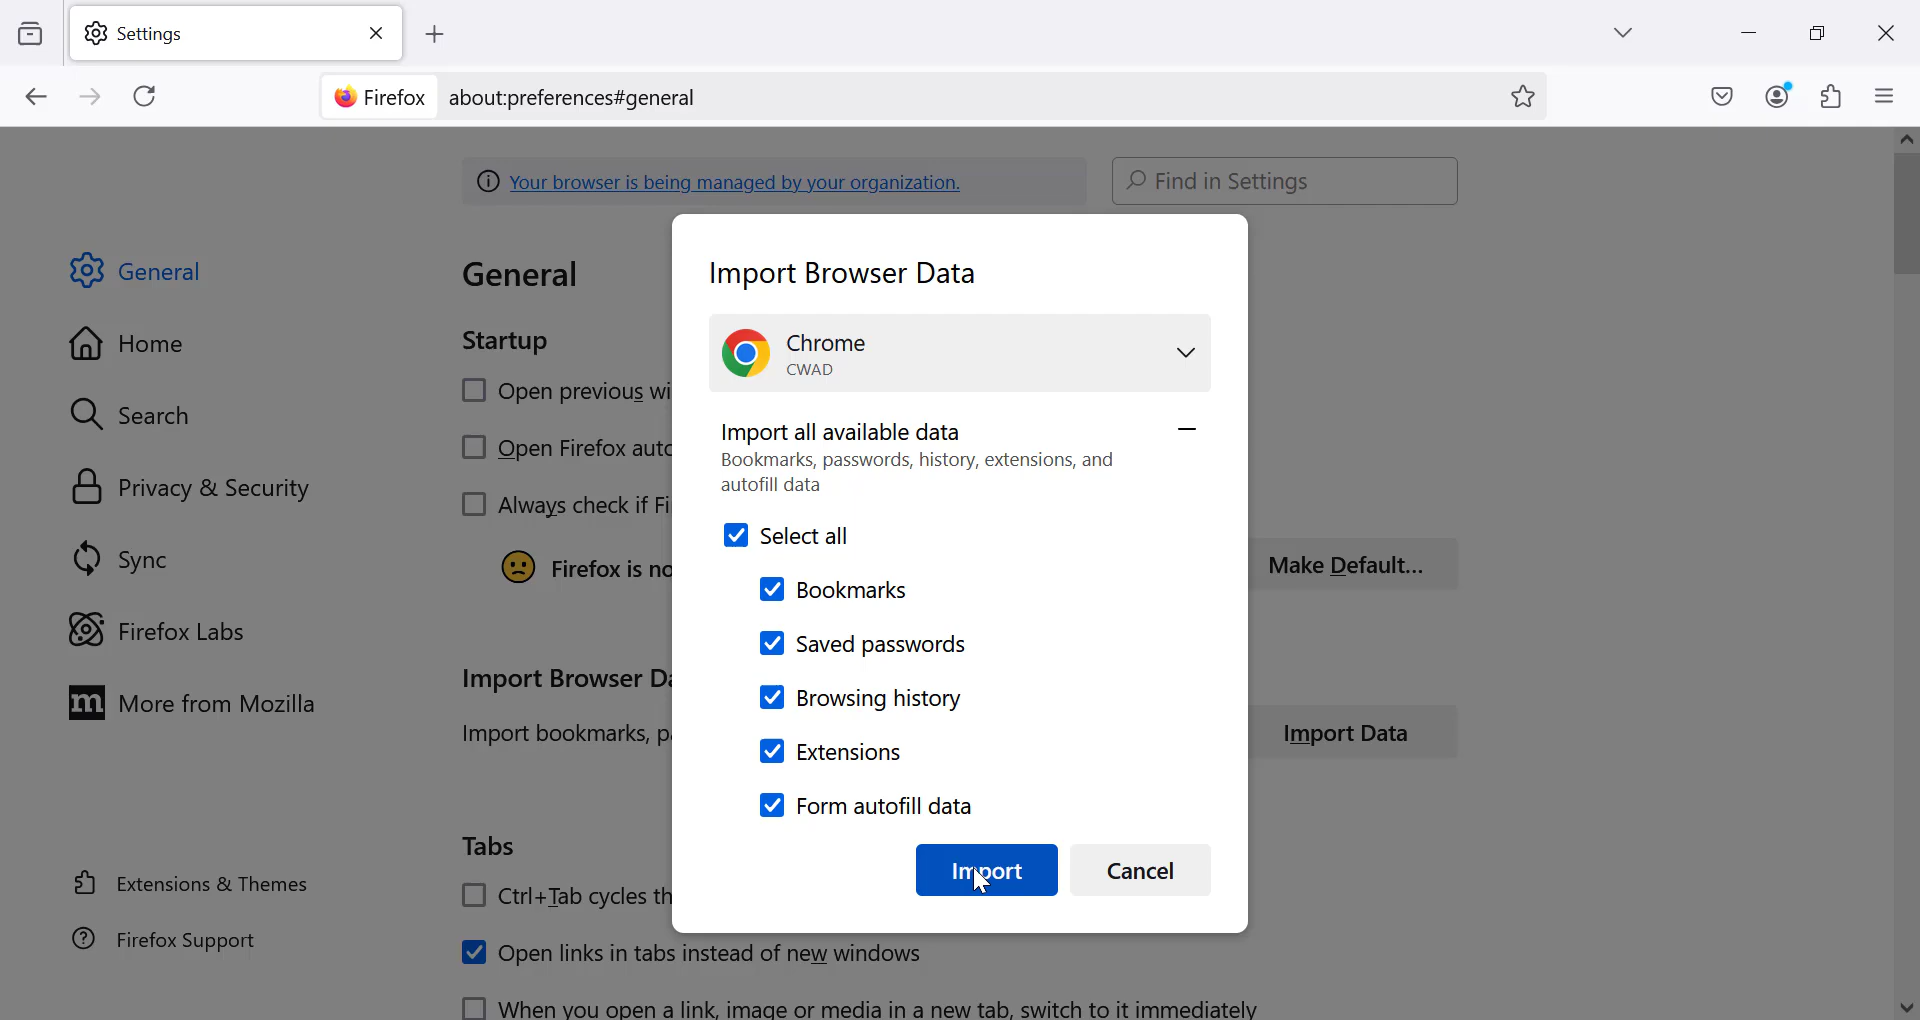 Settings
Firefox about:preferences#general
Your browser is being managed by your organization.
Find in Settings
General
Home
Search
Privacy & Security
Sync
Firefox Labs
More from Mozilla
Extensions & Themes
Firefox Support
General
Startup
Open previous wi
Open Firefox auto
Always check if Fi
Firefox is no
Make Default...
Import Browser Da
Import bookmarks, pa
Import Data
Tabs
Ctrl+Tab cycles th
Open links in tabs instead of new windows
When you open a link, image or media in a new tab, switch to it immediately
Import Browser Data
Chrome
CWAD
Import all available data
Bookmarks, passwords, history, extensions, and
autofill data
Select all
Bookmarks
Saved passwords
Browsing history
Extensions
Form autofill data
Import
Cancel